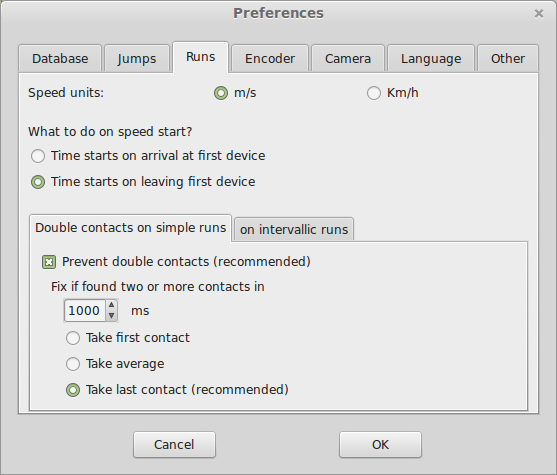 Preferences
Database Jumps Runs Encoder Camera Language Other
Speed units: m/s Km/h
What to do on speed start?
Time starts on arrival at first device
Time starts on leaving first device
Double contacts on simple runs on intervallic runs
Prevent double contacts (recommended)
Fix if found two or more contacts in
1000 ms
Take first contact
Take average
Take last contact (recommended)
Cancel OK